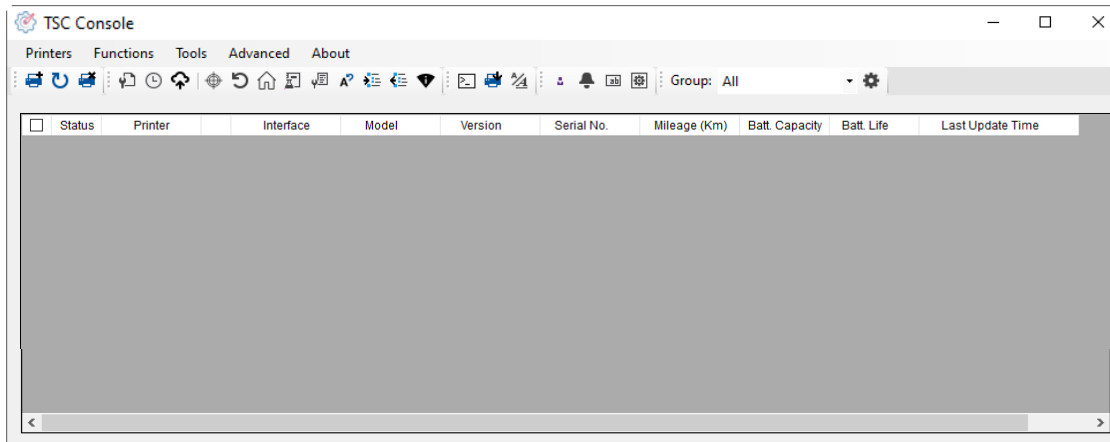 TSC Console
Printers Functions Tools Advanced About
Group: All
Status Printer Interface Model Version Serial No. Mileage (Km) Batt. Capacity Batt. Life Last Update Time